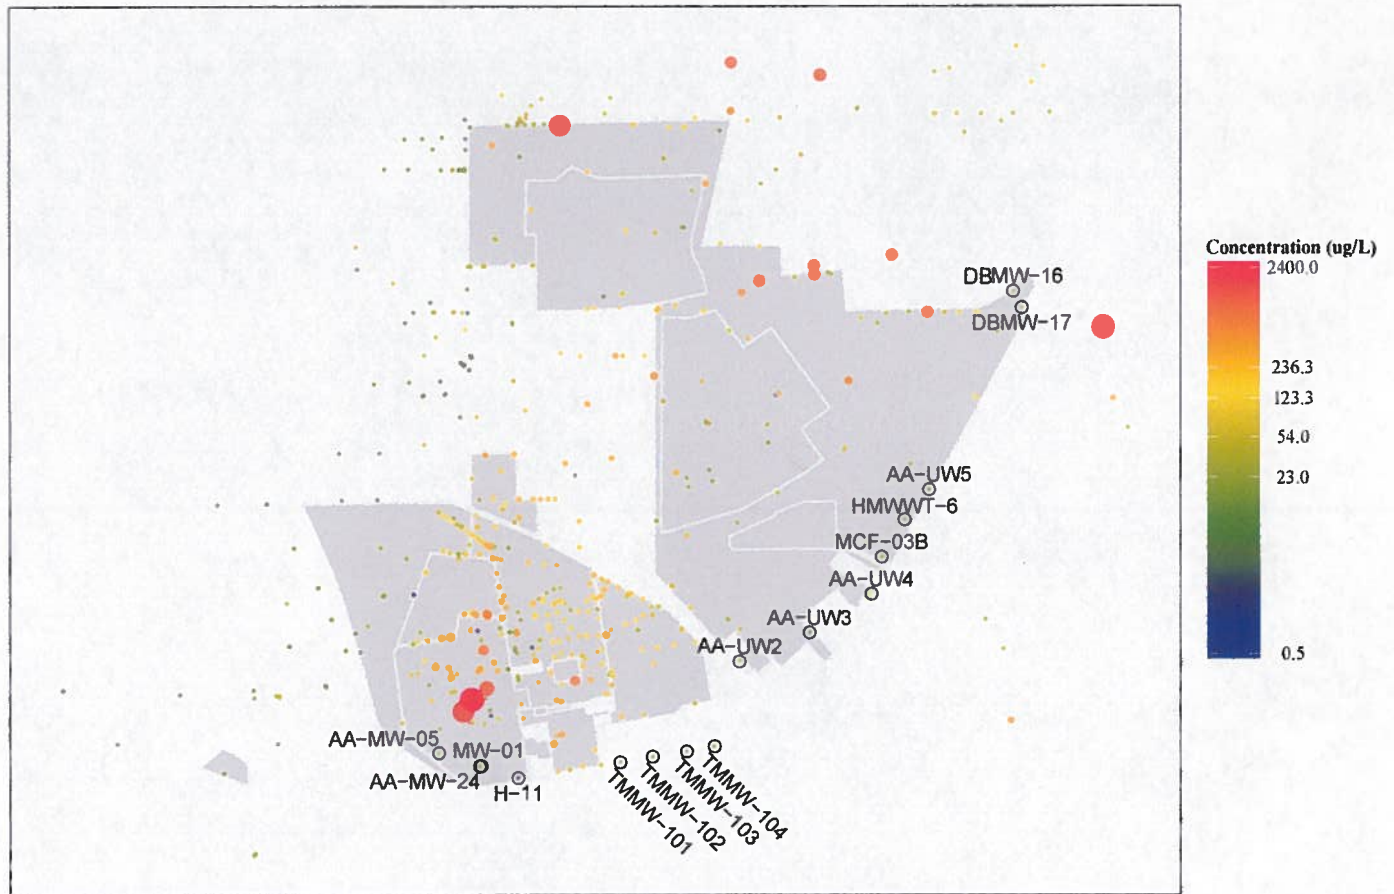 DBMW-16
DBMW-17
AA-UW5
HMWWT-6
MCF-03B
AA-UW4
AA-UW3
AA-UW2
AA-MW-05
MW-01
AA-MW-24
H-11
TMMW-101
TMMW-102
TMMW-103
TMMW-104
Concentration (ug/L)
2400.0
236.3
123.3
54.0
23.0
0.5